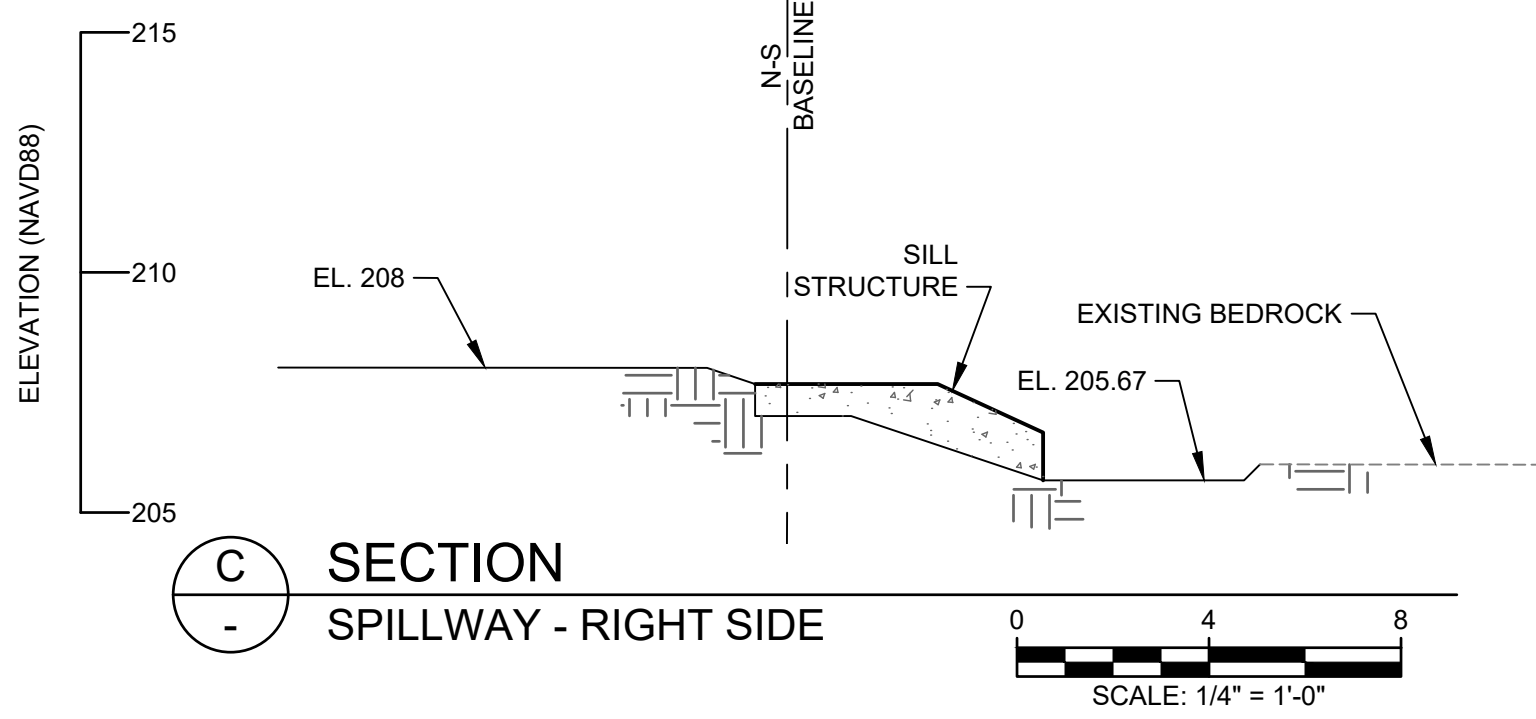 215
N-S
BASELINE
ELEVATION (NAVD88)
210
EL. 208
SILL
STRUCTURE
EXISTING BEDROCK
EL. 205.67
205
C
-
SECTION
SPILLWAY - RIGHT SIDE
0 4 8
SCALE: 1/4" = 1'-0"